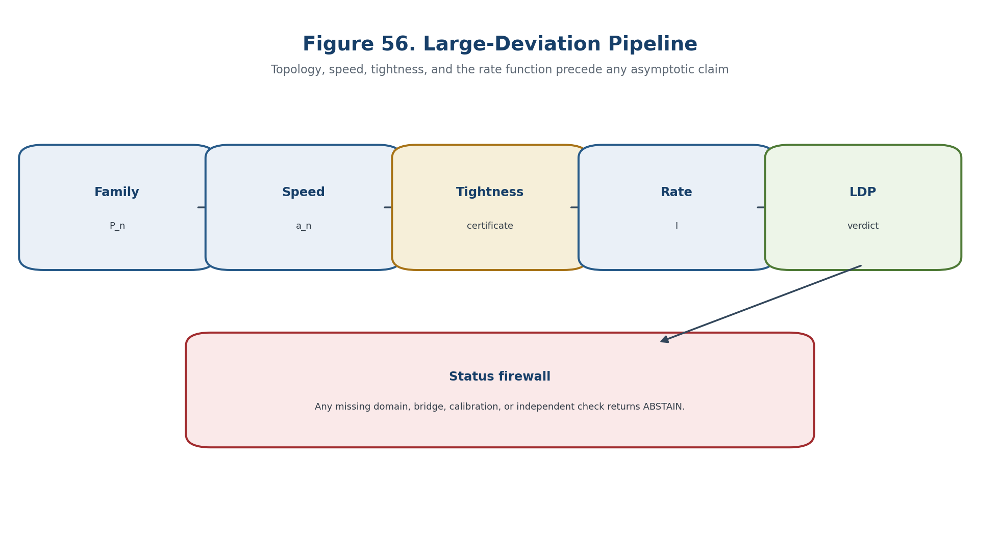 Figure 56. Large-Deviation Pipeline
Topology, speed, tightness, and the rate function precede any asymptotic claim
Family
P_n
Speed
a_n
Tightness
certificate
Rate
I
LDP
verdict
Status firewall
Any missing domain, bridge, calibration, or independent check returns ABSTAIN.